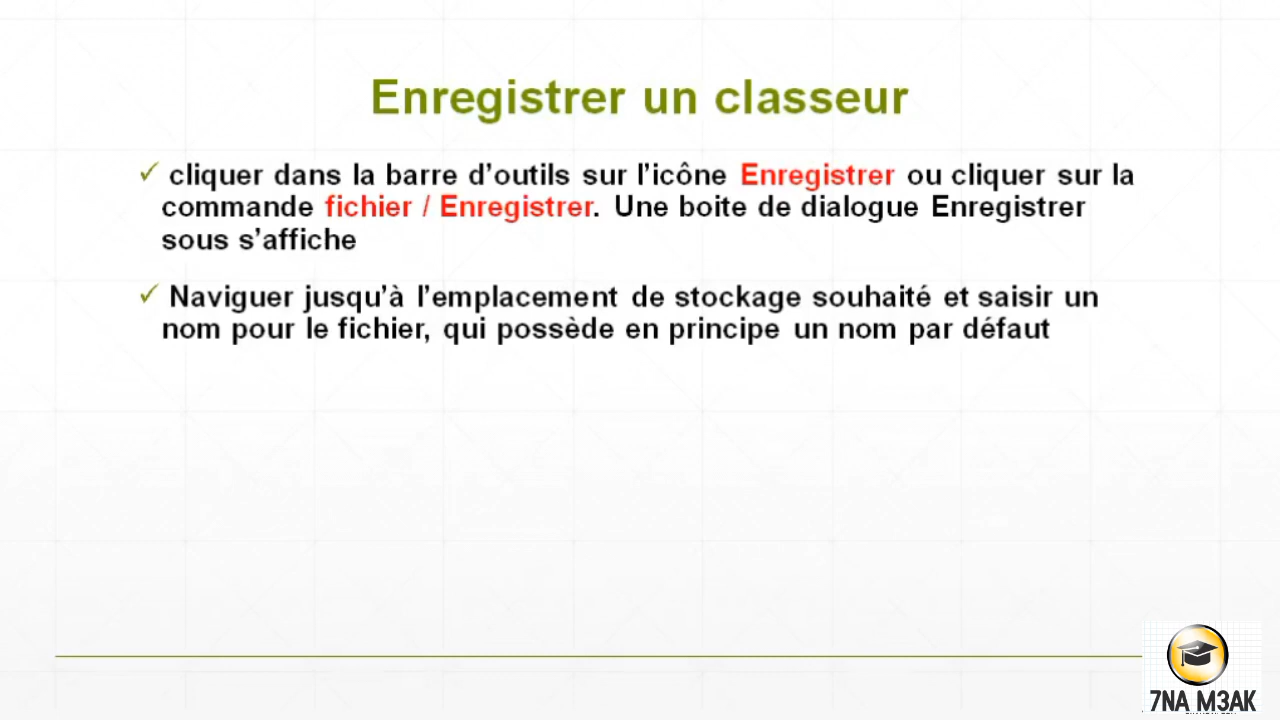 Enregistrer un classeur
✓ cliquer dans la barre d’outils sur l’icône Enregistrer ou cliquer sur la
commande fichier / Enregistrer. Une boite de dialogue Enregistrer
sous s’affiche
✓ Naviguer jusqu’à l’emplacement de stockage souhaité et saisir un
nom pour le fichier, qui possède en principe un nom par défaut
7NA M3AK